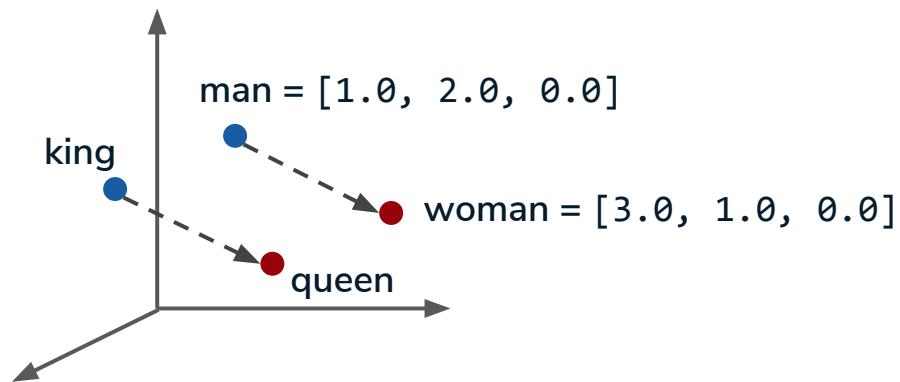 man = [1.0, 2.0, 0.0]
king
woman = [3.0, 1.0, 0.0]
queen